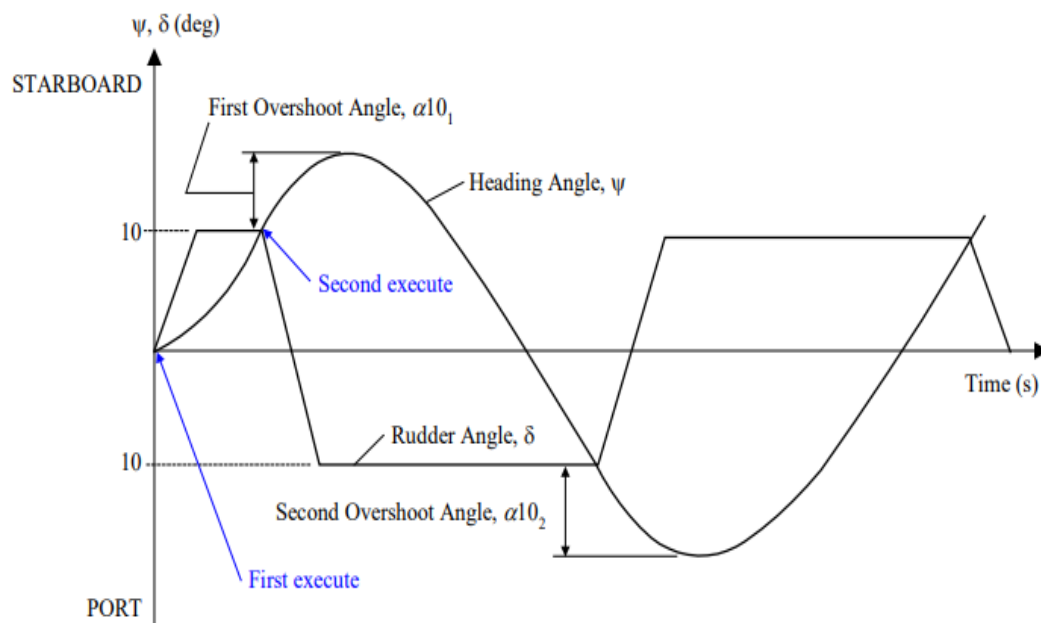 ψ, δ (deg)
STARBOARD
First Overshoot Angle, α10₁
Heading Angle, ψ
10
Second execute
Time (s)
Rudder Angle, δ
10
Second Overshoot Angle, α10₂
First execute
PORT